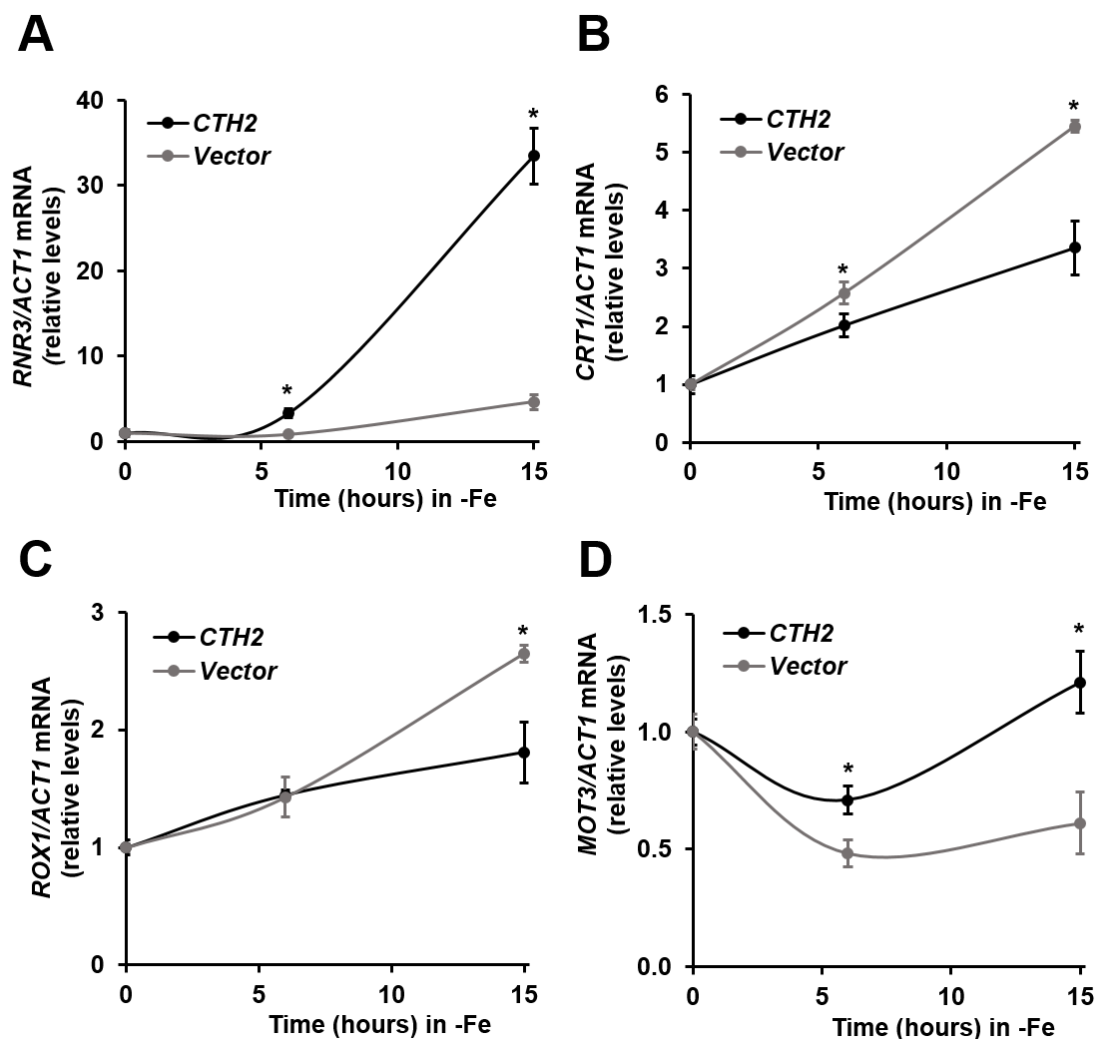 A
RNR3/ACT1 mRNA
(relative levels)
40
30
20
10
0
CTH2
Vector
*
*
0 5 10 15
Time (hours) in -Fe
B
CRT1/ACT1 mRNA
(relative levels)
6
5
4
3
2
1
0
CTH2
Vector
*
*
0 5 10 15
Time (hours) in -Fe
C
ROX1/ACT1 mRNA
(relative levels)
3
2
1
0
CTH2
Vector
*
0 5 10 15
Time (hours) in -Fe
D
MOT3/ACT1 mRNA
(relative levels)
1.5
1.0
0.5
0.0
CTH2
Vector
*
*
0 5 10 15
Time (hours) in -Fe